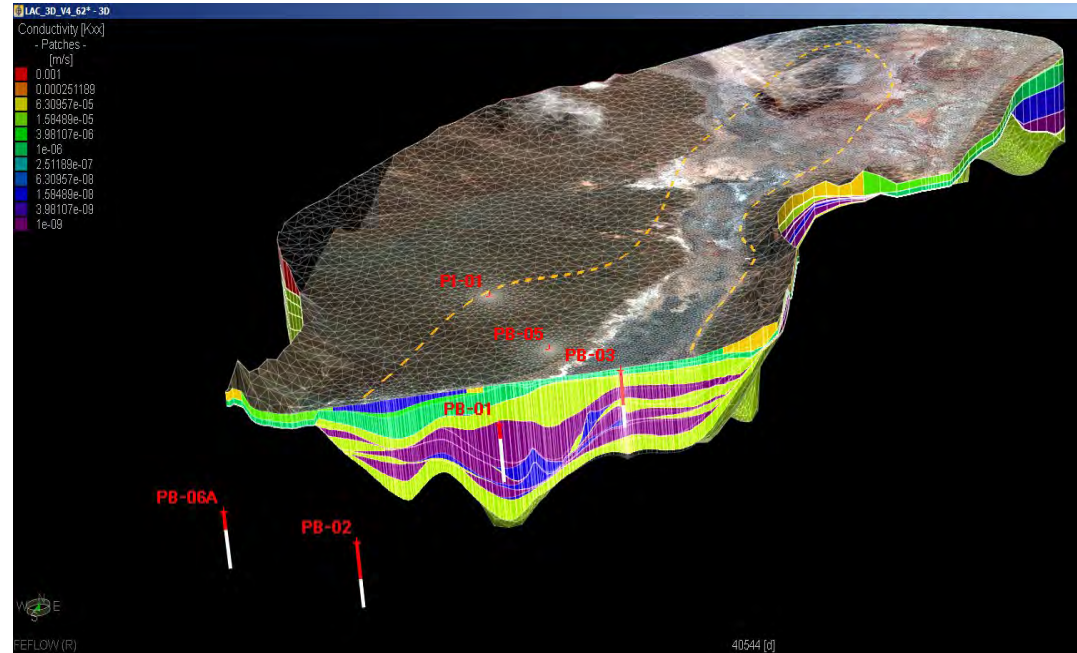 LAC_3D_V4_62* - 3D
Conductivity [Kxx]
- Patches -
[m/s]
0.001
0.000251189
6.30957e-05
1.58489e-05
3.98107e-06
1e-06
2.51189e-07
6.30957e-08
1.58489e-08
3.98107e-09
1e-09
PI-01
PB-05
PB-03
PB-01
PB-06A
PB-02
N
W E
S
FEFLOW (R)
40544 [d]